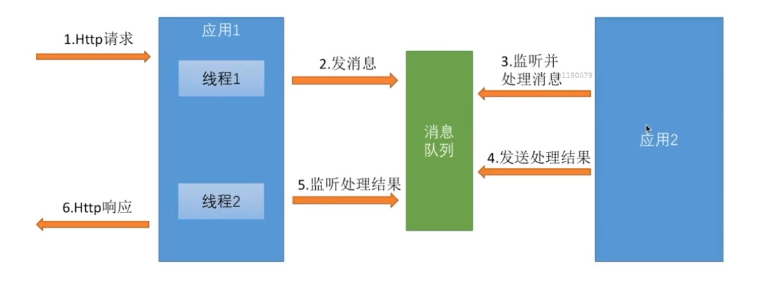 1.Http请求
应用1
线程1
2.发消息
消息
队列
3.监听并
处理消息
应用2
4.发送处理结果
5.监听处理结果
线程2
6.Http响应